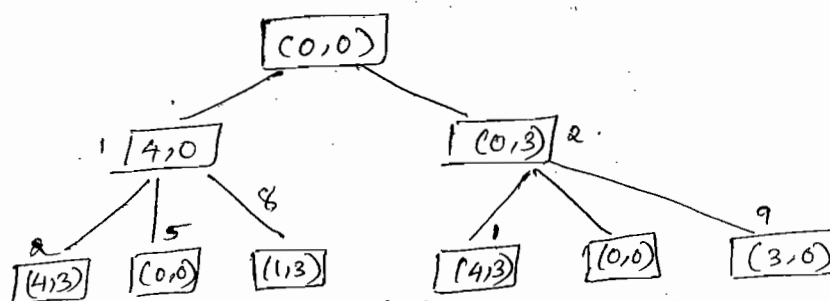 (0,0)
1 4,0 (0,3) 2.
8
2 5 1 9
(4,3) (0,0) (1,3) (4,3) (0,0) (3,0)